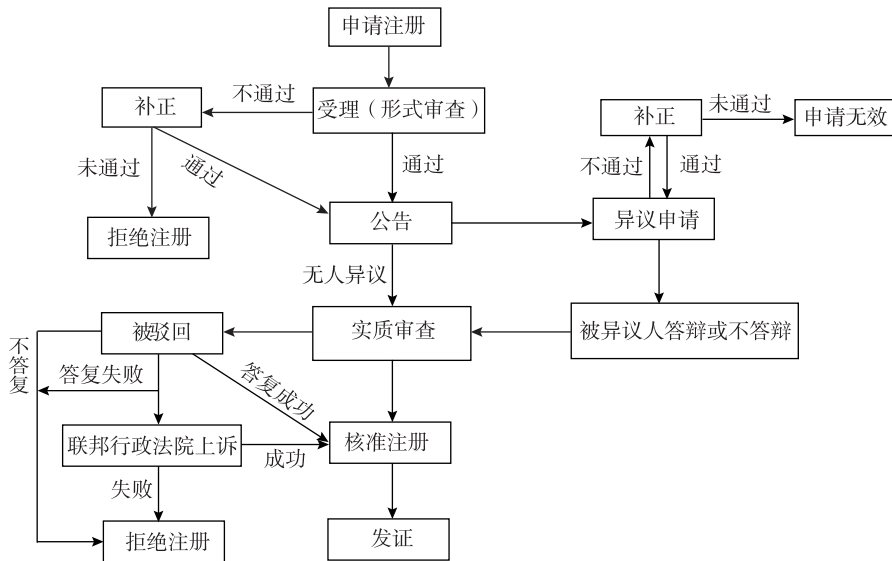 申请注册
补正
不通过
受理（形式审查）
补正
未通过
申请无效
未通过
通过
通过
不通过
通过
拒绝注册
公告
异议申请
无人异议
不答复
被驳回
实质审查
被异议人答辩或不答辩
答复失败
答复成功
联邦行政法院上诉
成功
核准注册
失败
拒绝注册
发证